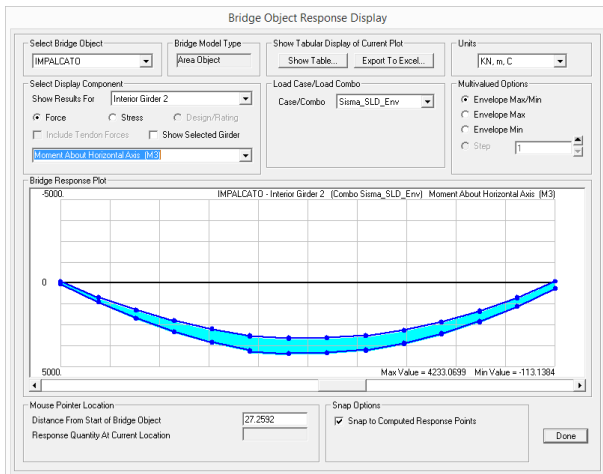 Bridge Object Response Display
Select Bridge Object
IMPALCATO
Bridge Model Type
Area Object
Show Tabular Display of Current Plot
Show Table...
Export To Excel...
Units
KN, m, C
Select Display Component
Show Results For
Interior Girder 2
Force
Stress
Design/Rating
Include Tendon Forces
Show Selected Girder
Moment About Horizontal Axis (M3)
Load Case/Load Combo
Case/Combo
Sisma_SLD_Env
Multivalued Options
Envelope Max/Min
Envelope Max
Envelope Min
Step
1
Bridge Response Plot
-5000.
IMPALCATO - Interior Girder 2 (Combo Sisma_SLD_Env) Moment About Horizontal Axis (M3)
0
5000.
Max Value = 4233.0699 Min Value = -113.1384
Mouse Pointer Location
Distance From Start of Bridge Object
27.2592
Response Quantity At Current Location
Snap Options
Snap to Computed Response Points
Done